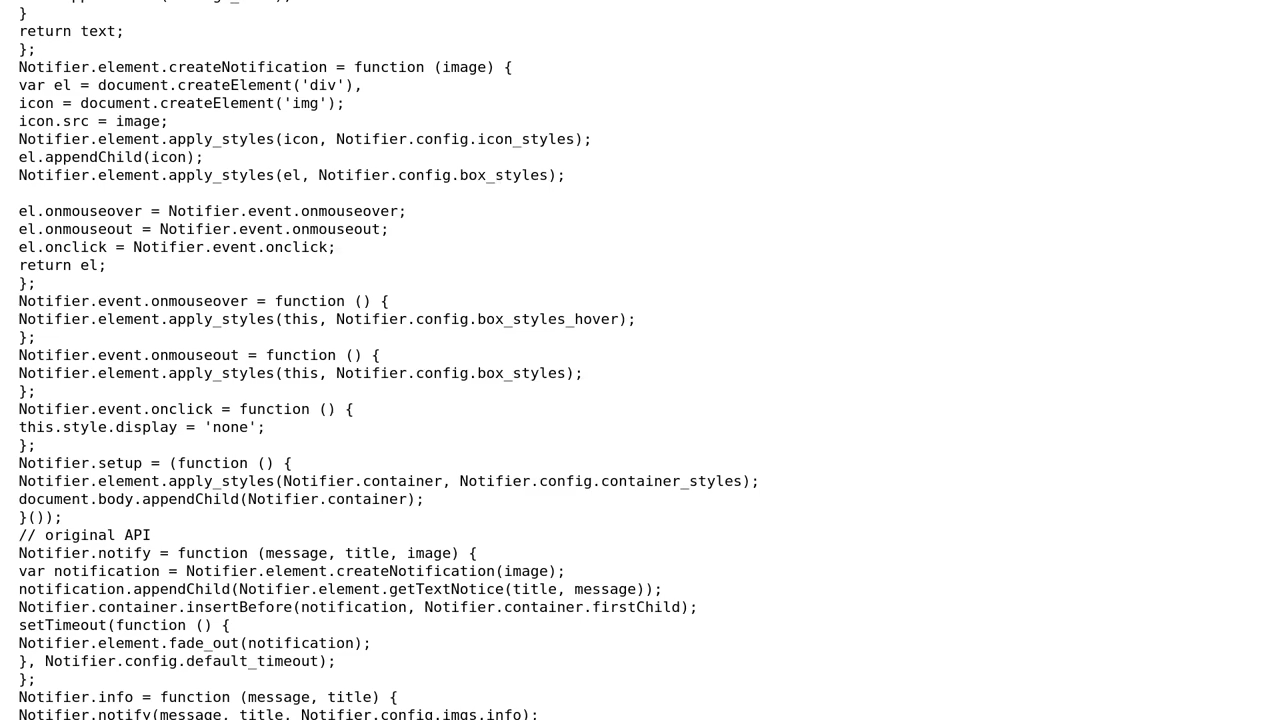 }
return text;
};
Notifier.element.createNotification = function (image) {
var el = document.createElement('div'),
icon = document.createElement('img');
icon.src = image;
Notifier.element.apply_styles(icon, Notifier.config.icon_styles);
el.appendChild(icon);
Notifier.element.apply_styles(el, Notifier.config.box_styles);

el.onmouseover = Notifier.event.onmouseover;
el.onmouseout = Notifier.event.onmouseout;
el.onclick = Notifier.event.onclick;
return el;
};
Notifier.event.onmouseover = function () {
Notifier.element.apply_styles(this, Notifier.config.box_styles_hover);
};
Notifier.event.onmouseout = function () {
Notifier.element.apply_styles(this, Notifier.config.box_styles);
};
Notifier.event.onclick = function () {
this.style.display = 'none';
};
Notifier.setup = (function () {
Notifier.element.apply_styles(Notifier.container, Notifier.config.container_styles);
document.body.appendChild(Notifier.container);
}());
// original API
Notifier.notify = function (message, title, image) {
var notification = Notifier.element.createNotification(image);
notification.appendChild(Notifier.element.getTextNotice(title, message));
Notifier.container.insertBefore(notification, Notifier.container.firstChild);
setTimeout(function () {
Notifier.element.fade_out(notification);
}, Notifier.config.default_timeout);
};
Notifier.info = function (message, title) {
Notifier.notify(message, title, Notifier.config.imgs.info);